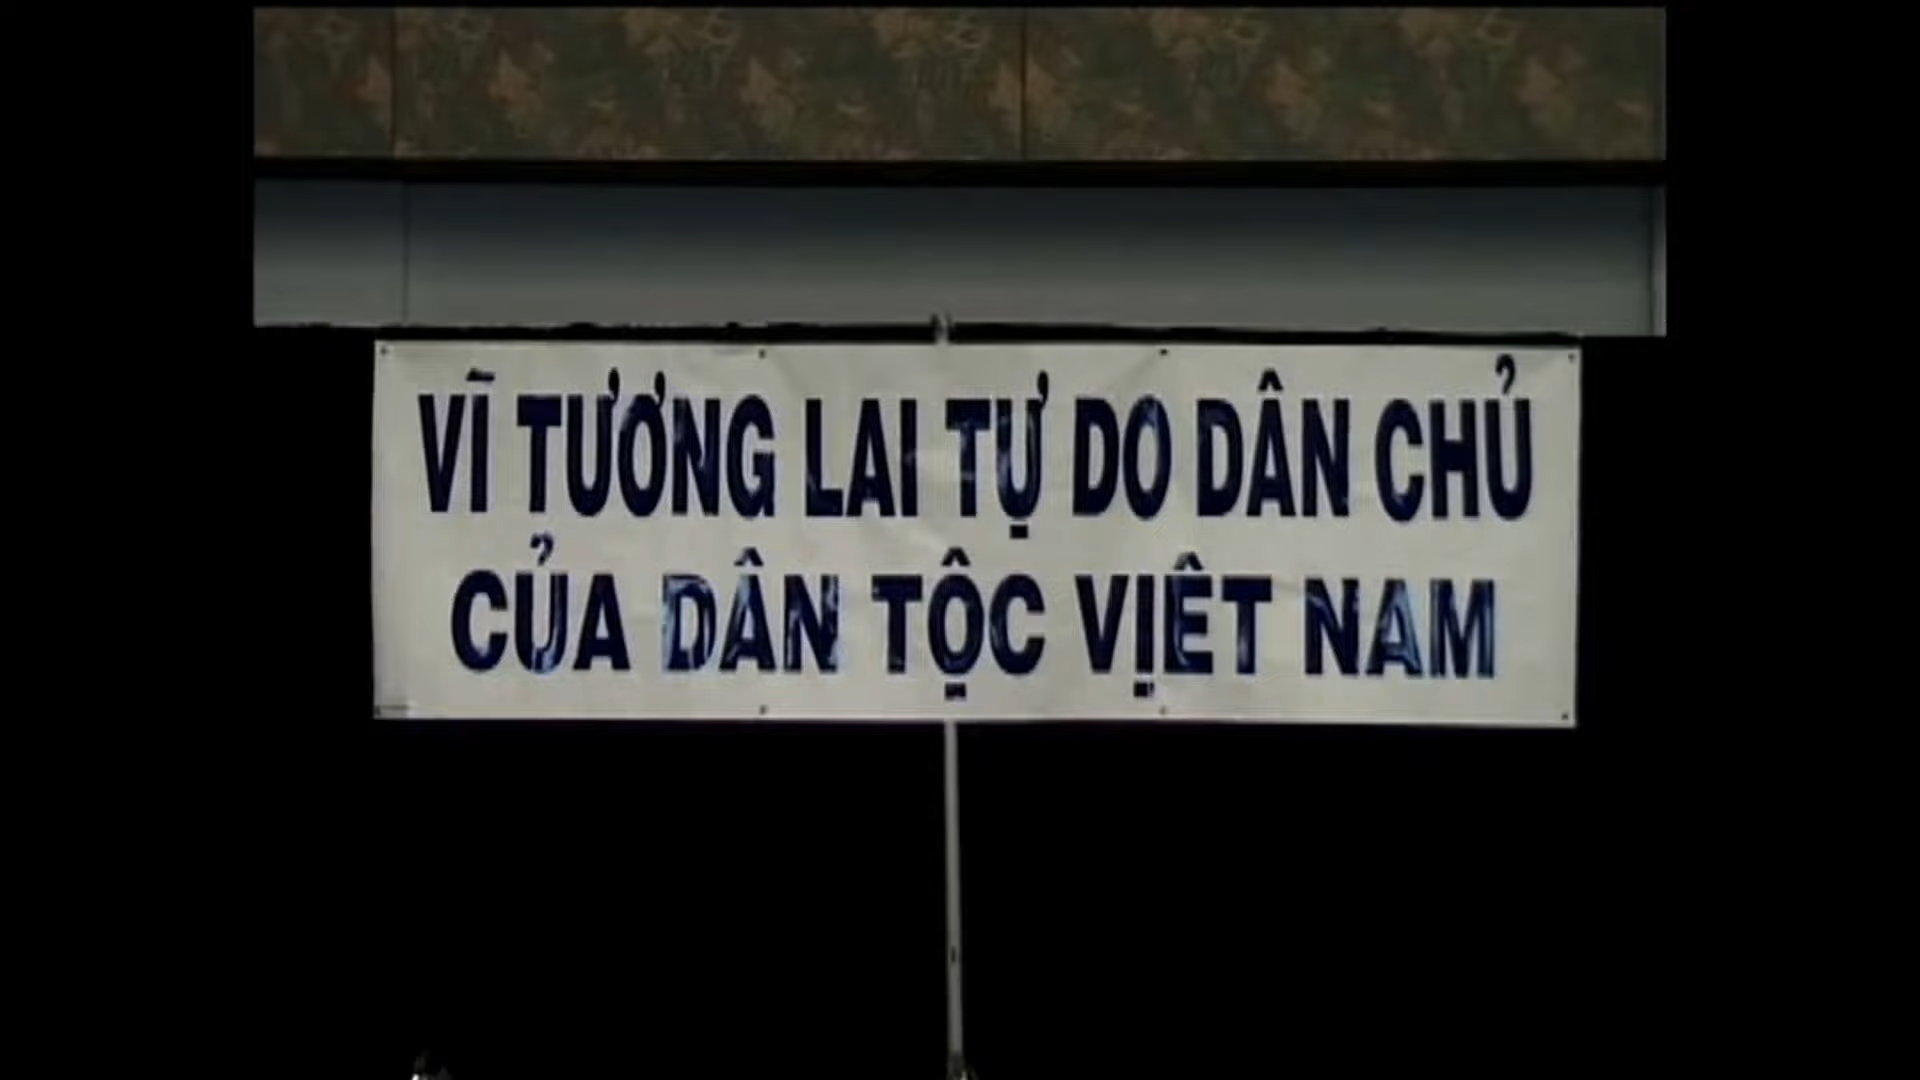 VĨ TƯƠNG LAI TỰ DO DÂN CHỦ
CỦA DÂN TỘC VIỆT NAM